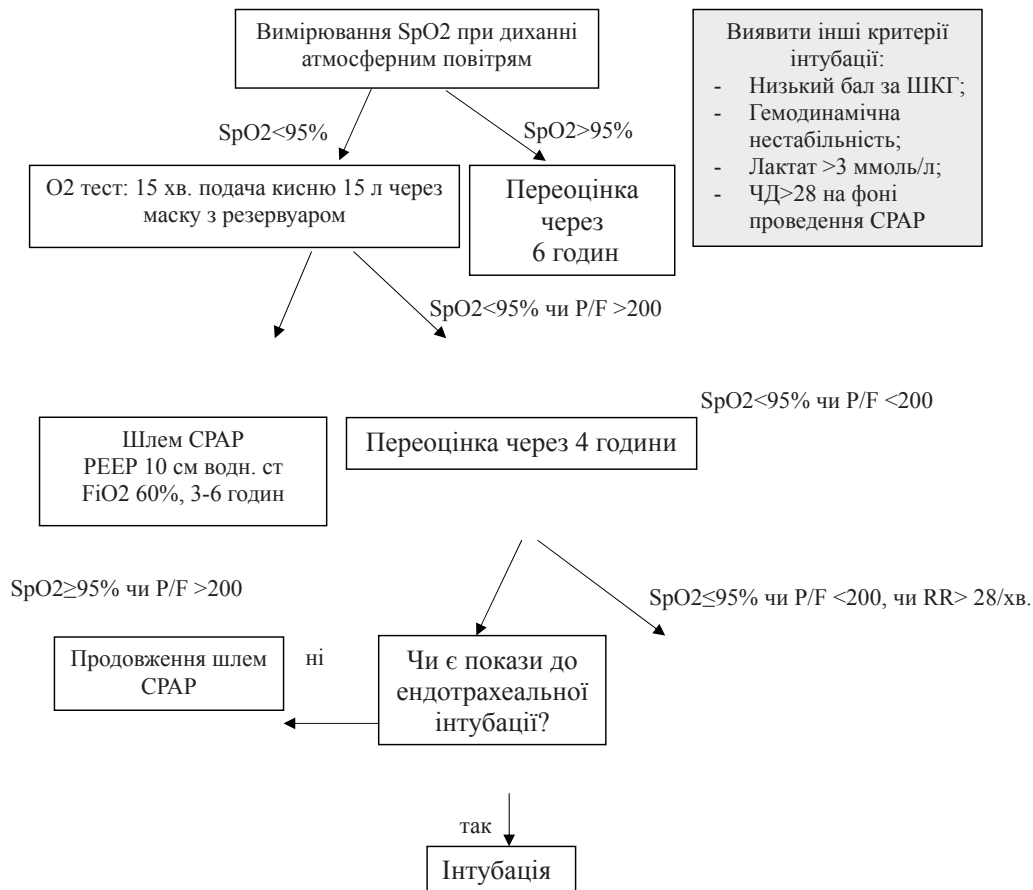 Вимірювання SpO2 при диханні
атмосферним повітрям
Виявити інші критерії
інтубації:
- Низький бал за ШКГ;
- Гемодинамічна
нестабільність;
- Лактат >3 ммоль/л;
- ЧД>28 на фоні
проведення CPAP
SpO2<95%
SpO2>95%
О2 тест: 15 хв. подача кисню 15 л через
маску з резервуаром
Переоцінка
через
6 годин
SpO2<95% чи P/F >200
SpO2<95% чи P/F <200
Шлем CPAP
PEEP 10 см водн. ст
FiO2 60%, 3-6 годин
Переоцінка через 4 години
SpO2≥95% чи P/F >200
SpO2≤95% чи P/F <200, чи RR> 28/хв.
Продовження шлем
CPAP
ні
Чи є покази до
ендотрахеальної
інтубації?
так
Інтубація